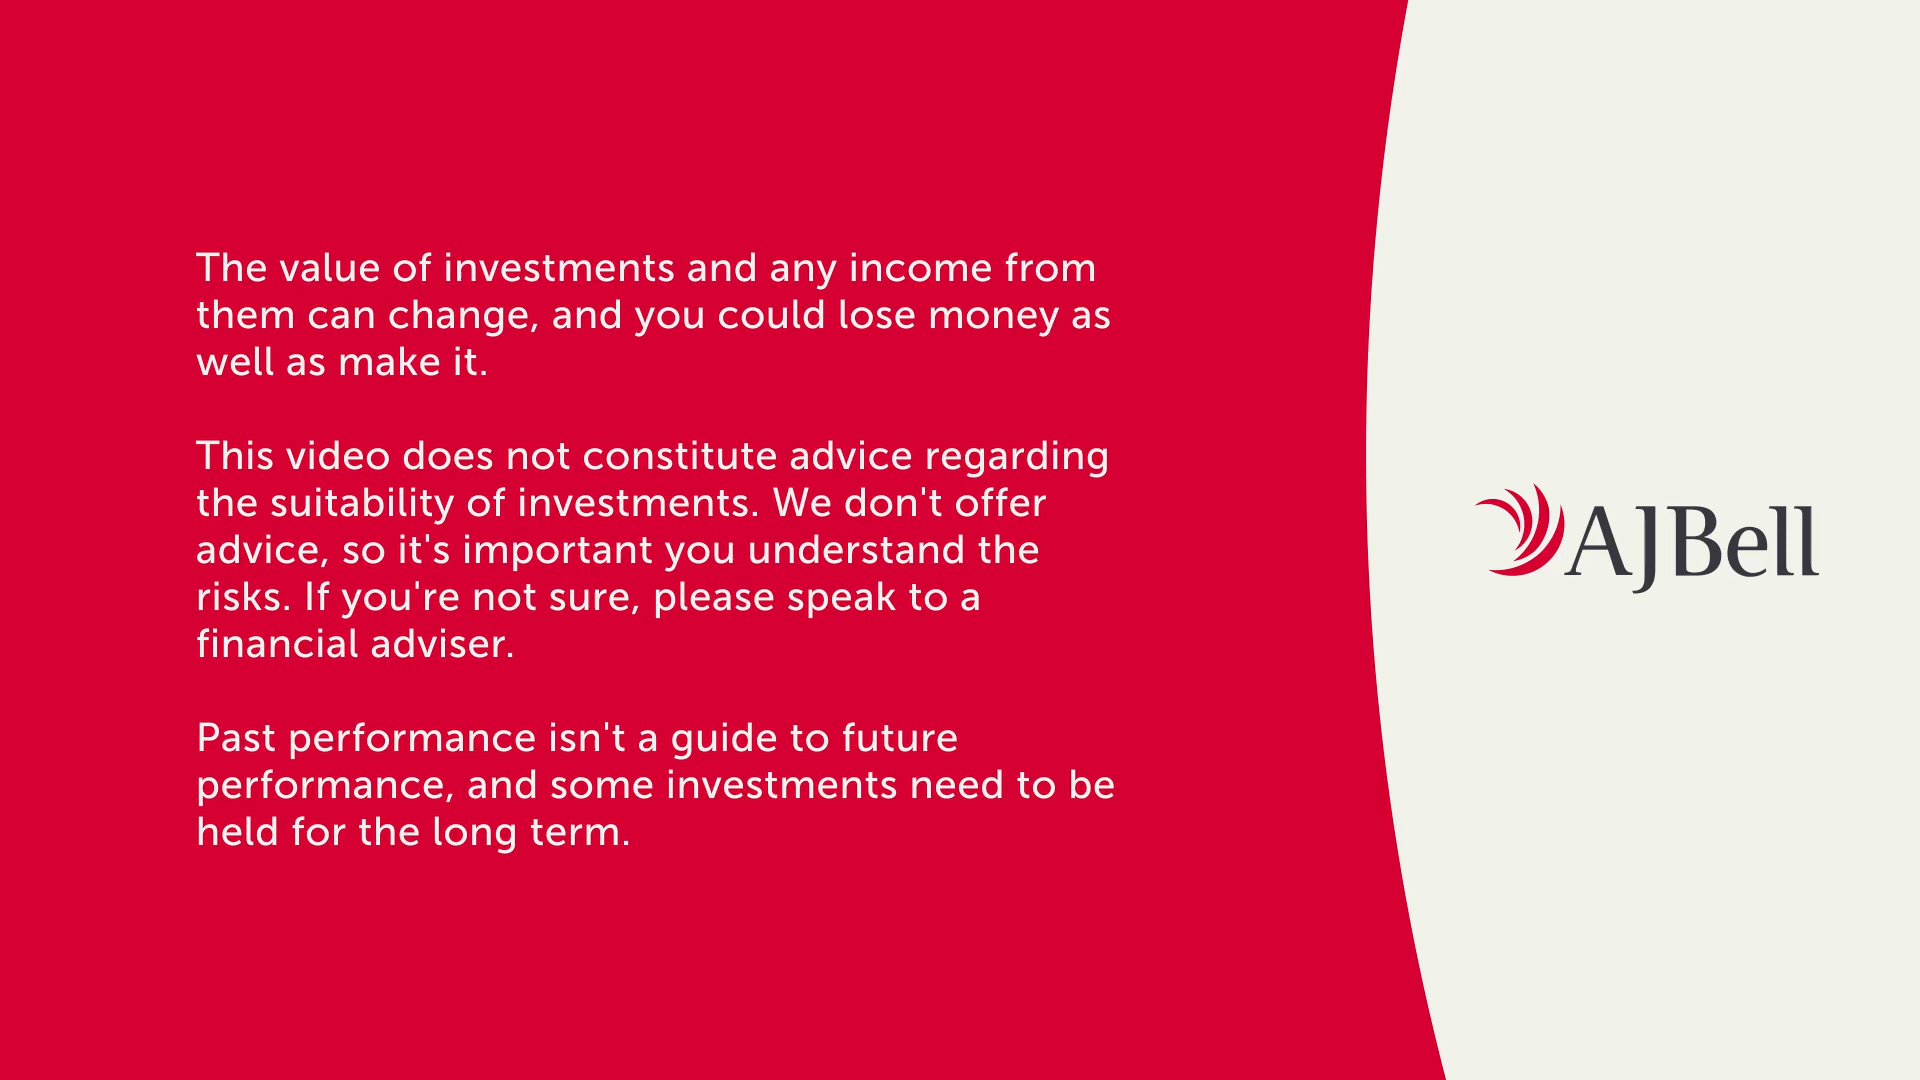 The value of investments and any income from
them can change, and you could lose money as
well as make it.
This video does not constitute advice regarding
the suitability of investments. We don't offer
advice, so it's important you understand the
risks. If you're not sure, please speak to a
financial adviser.
Past performance isn't a guide to future
performance, and some investments need to be
held for the long term.
AJBell